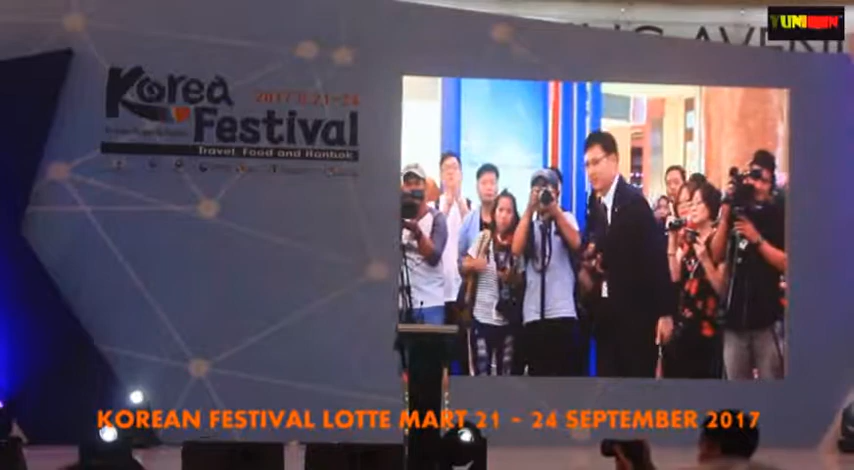 YUNIKON
AVENUE
Korea
2017 9.21-24
Festival
Travel, Food and Hanbok
KOREAN FESTIVAL LOTTE MART 21 - 24 SEPTEMBER 2017